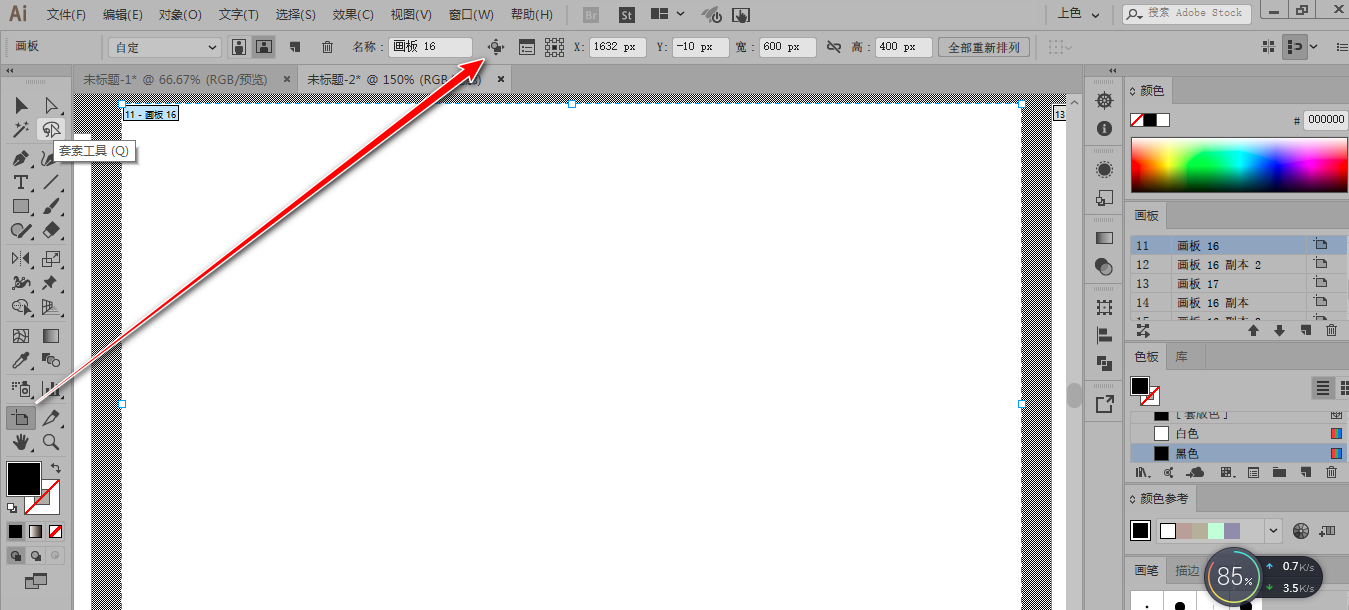 Ai 文件(F) 编辑(E) 对象(O) 文字(T) 选择(S) 效果(C) 视图(V) 窗口(W) 帮助(H) Br St 上色 搜索 Adobe Stock
画板 自定 名称: 画板 16 X: 1632 px Y: -10 px 宽: 600 px 高: 400 px 全部重新排列
未标题-1* @ 66.67% (RGB/预览) × 未标题-2* @ 150% (RGB/ ×
颜色
11 - 画板 16
13
# 000000
套索工具 (Q)
画板
11 画板 16
12 画板 16 副本 2
13 画板 17
14 画板 16 副本
色板 库
[套版色]
白色
黑色
颜色参考
画笔 描边
85%
0.7K/s
3.5K/s